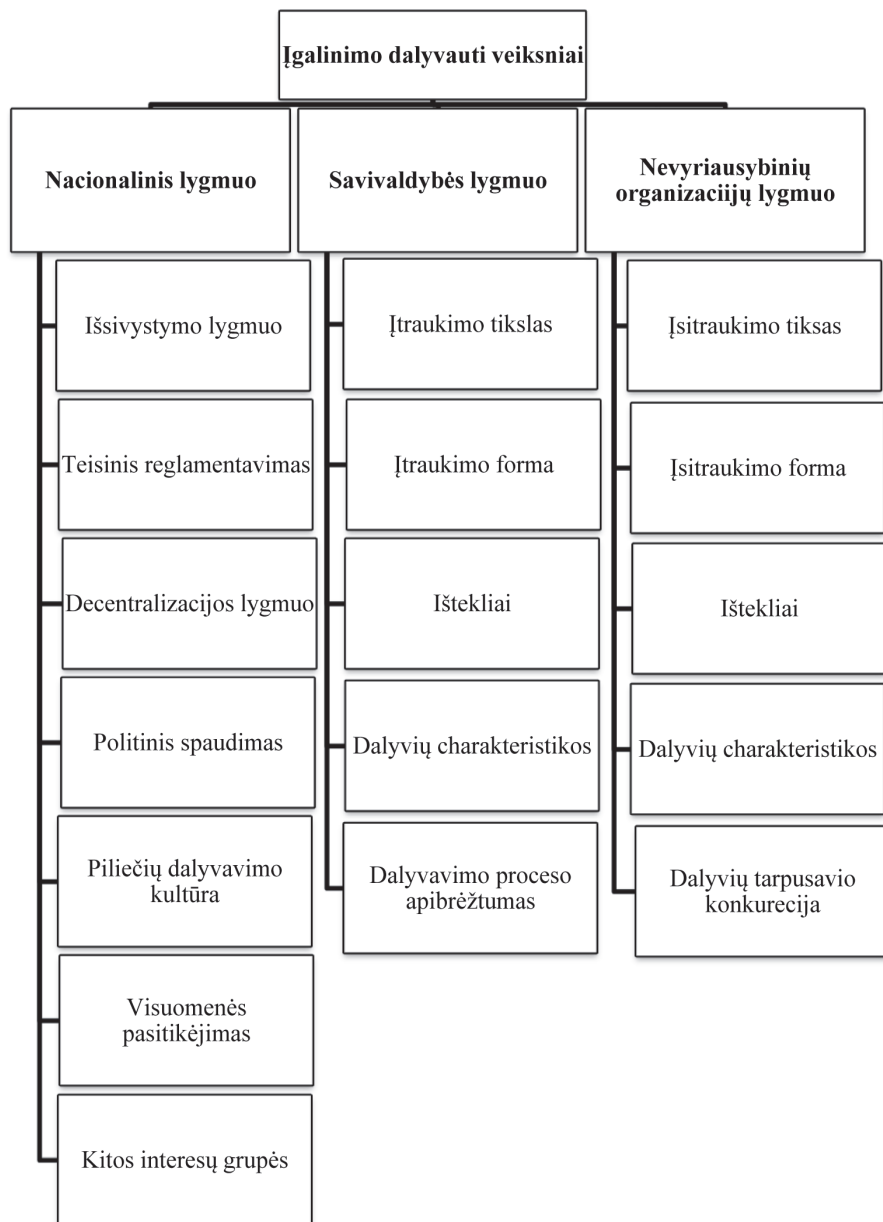 Įgalinimo dalyvauti veiksniai
Nacionalinis lygmuo
Išsivystymo lygmuo
Teisinis reglamentavimas
Decentralizacijos lygmuo
Politinis spaudimas
Piliečių dalyvavimo
kultūra
Visuomenės
pasitikėjimas
Kitos interesų grupės
Savivaldybės lygmuo
Įtraukimo tikslas
Įtraukimo forma
Ištekliai
Dalyvių charakteristikos
Dalyvavimo proceso
apibrėžtumas
Nevyriausybinių
organizaciijų lygmuo
Įsitraukimo tiksas
Įsitraukimo forma
Ištekliai
Dalyvių charakteristikos
Dalyvių tarpusavio
konkurecija